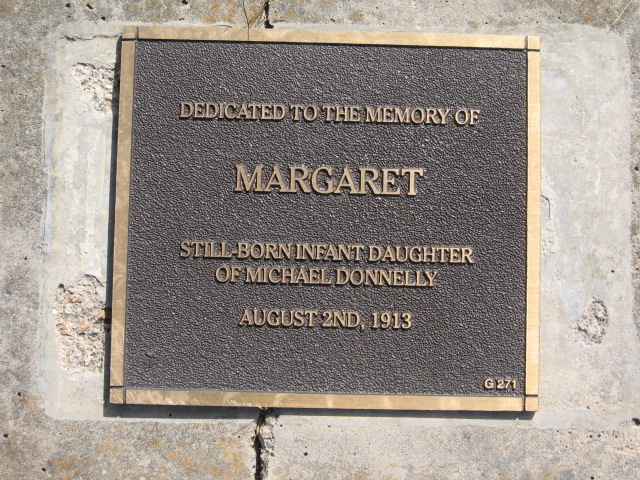 DEDICATED TO THE MEMORY OF
MARGARET
STILL-BORN INFANT DAUGHTER
OF MICHAEL DONNELLY
AUGUST 2ND, 1913
G 271